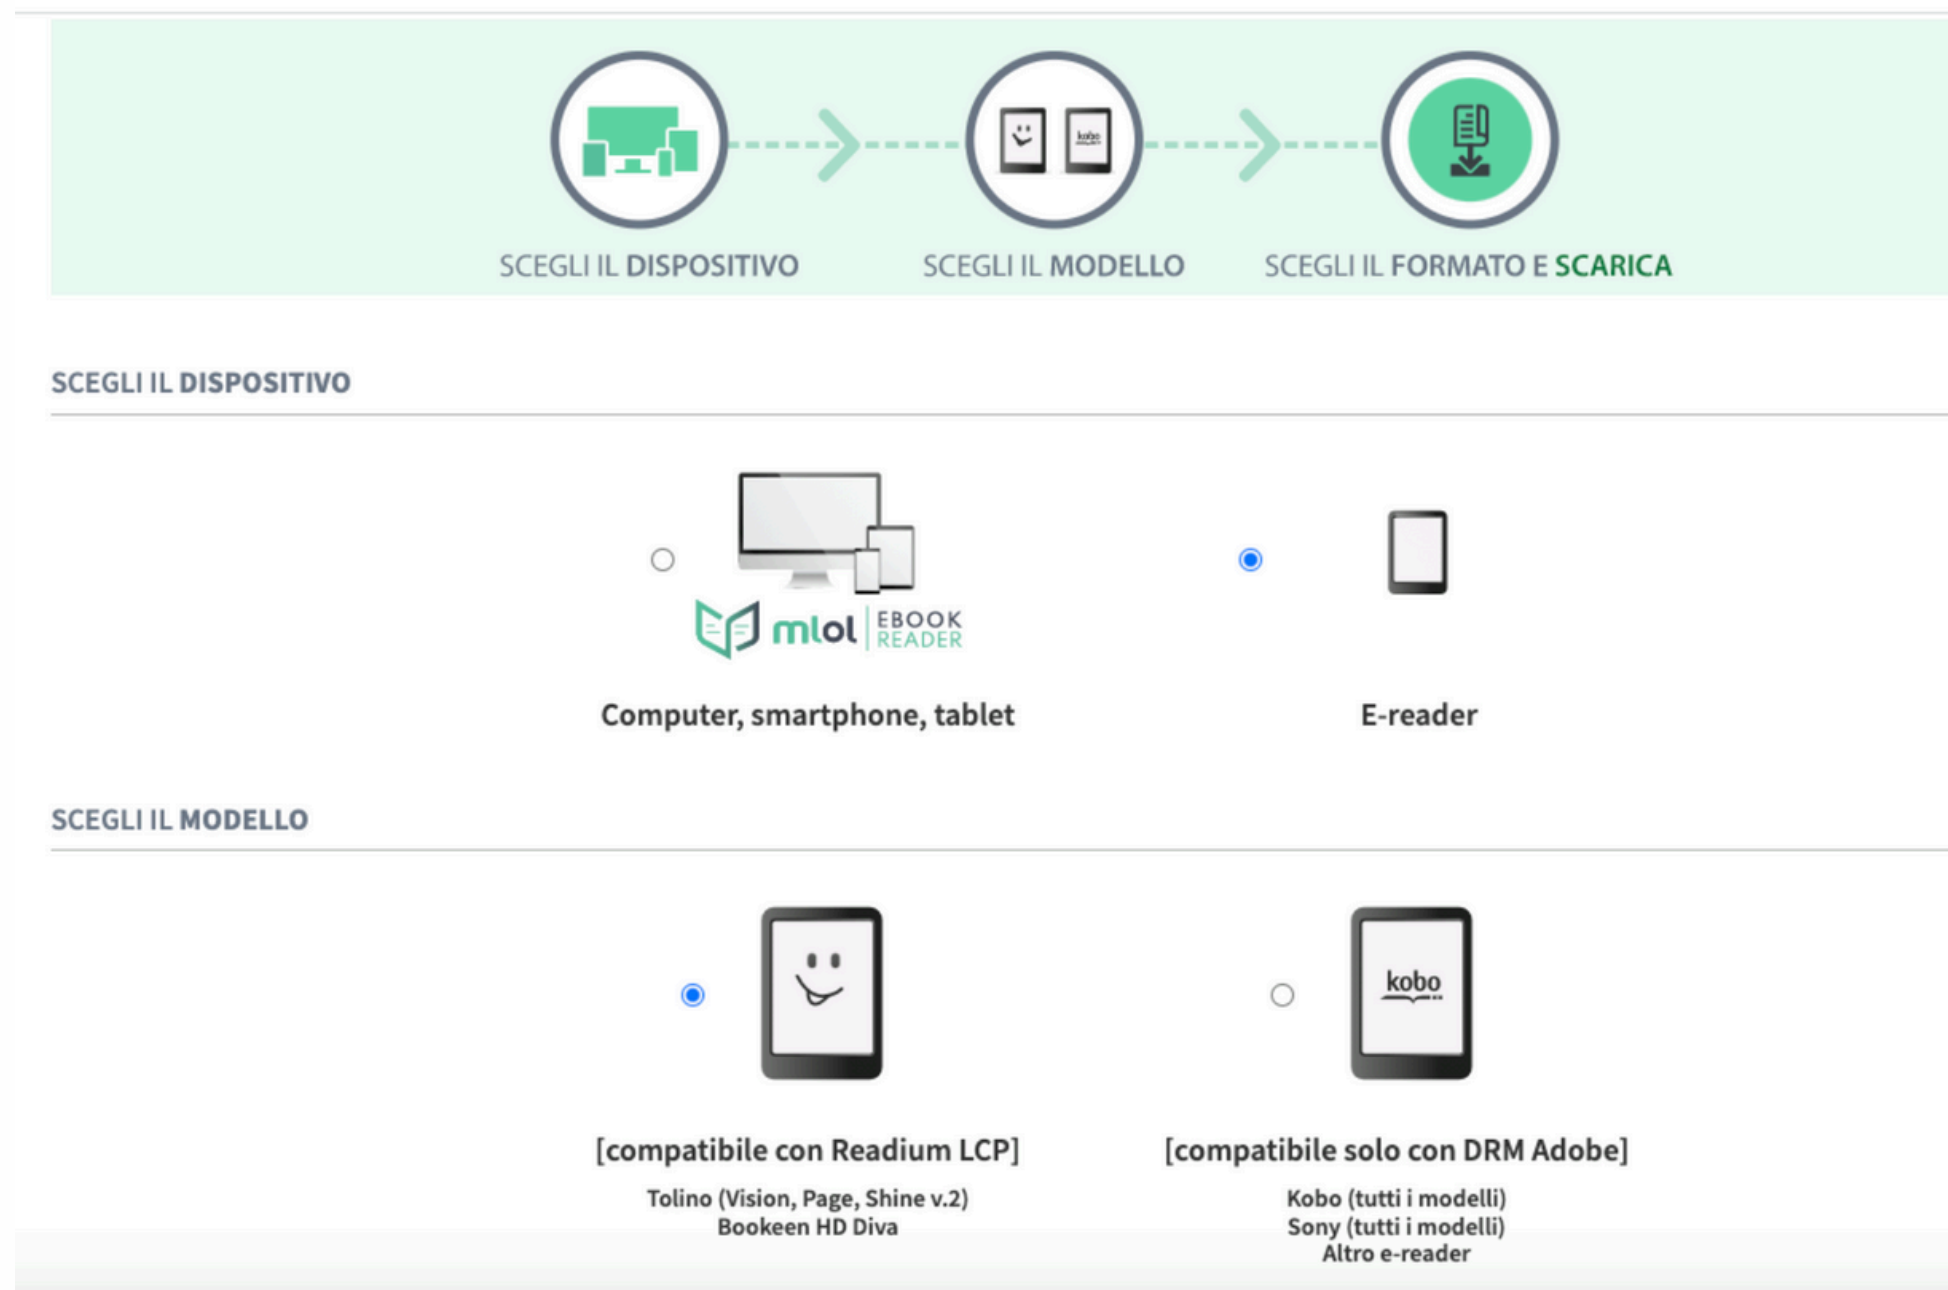 kobo
SCEGLI IL DISPOSITIVO
SCEGLI IL MODELLO
SCEGLI IL FORMATO E SCARICA
SCEGLI IL DISPOSITIVO
mlol
EBOOK
READER
Computer, smartphone, tablet
E-reader
SCEGLI IL MODELLO
kobo
[compatibile con Readium LCP]
Tolino (Vision, Page, Shine v.2)
Bookeen HD Diva
[compatibile solo con DRM Adobe]
Kobo (tutti i modelli)
Sony (tutti i modelli)
Altro e-reader